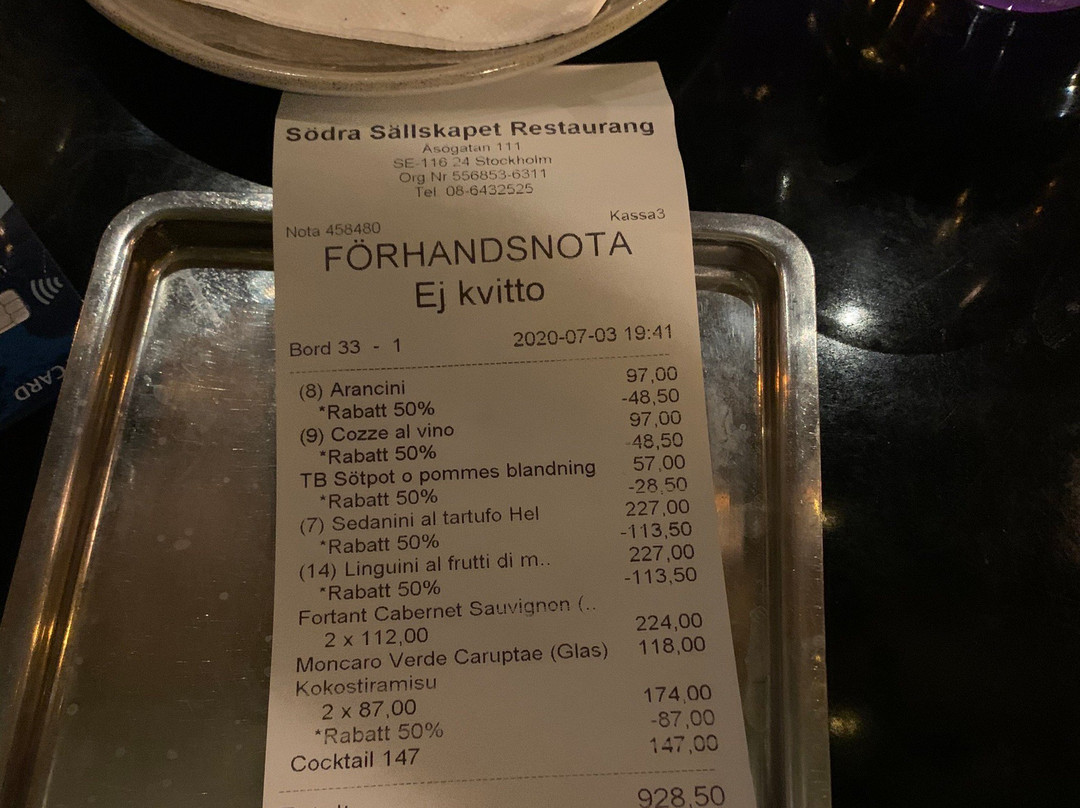 Södra Sällskapet Restaurang
Åsögatan 111
SE-116 24 Stockholm
Org Nr 556853-6311
Tel 08-6432525
Nota 458480 Kassa3
FÖRHANDSNOTA
Ej kvitto
Bord 33 - 1 2020-07-03 19:41
(8) Arancini 97,00
*Rabatt 50% -48,50
(9) Cozze al vino 97,00
*Rabatt 50% -48,50
TB Sötpot o pommes blandning 57,00
*Rabatt 50% -28,50
(7) Sedanini al tartufo Hel 227,00
*Rabatt 50% -113,50
(14) Linguini al frutti di m.. 227,00
*Rabatt 50% -113,50
Fortant Cabernet Sauvignon (..
2 x 112,00 224,00
Moncaro Verde Caruptae (Glas) 118,00
Kokostiramisu
2 x 87,00 174,00
*Rabatt 50% -87,00
Cocktail 147 147,00
928,50
CARD